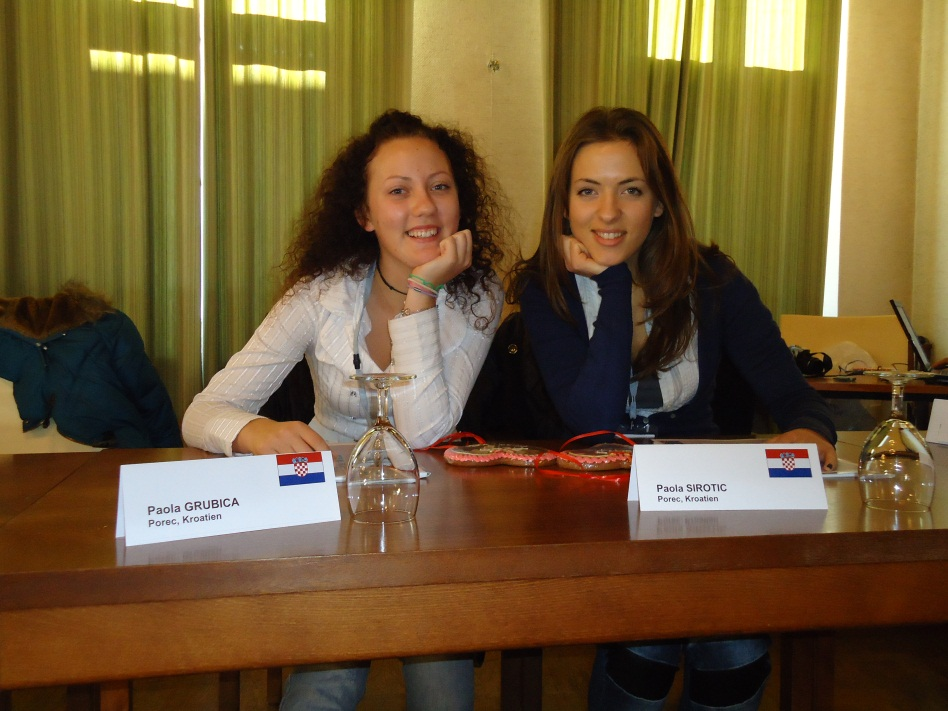 Paola GRUBICA
Porec, Kroatien
Paola SIROTIC
Porec, Kroatien